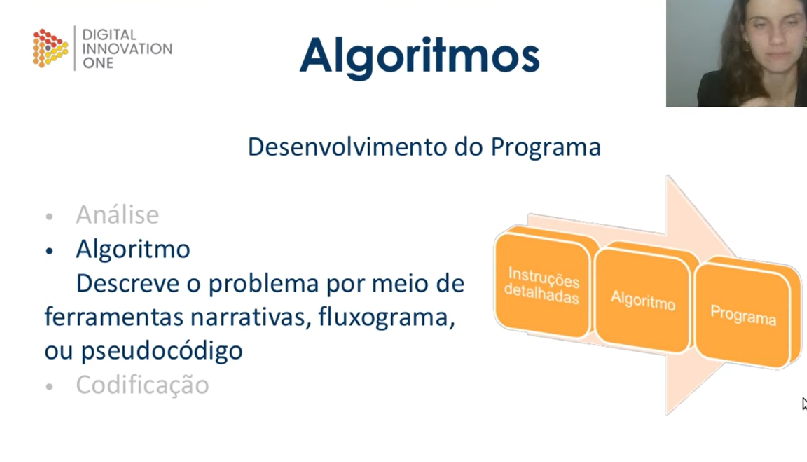 DIGITAL
INNOVATION
ONE
Algoritmos
Desenvolvimento do Programa
• Análise
• Algoritmo
Descreve o problema por meio de
ferramentas narrativas, fluxograma,
ou pseudocódigo
• Codificação
Instruções
detalhadas
Algoritmo
Programa